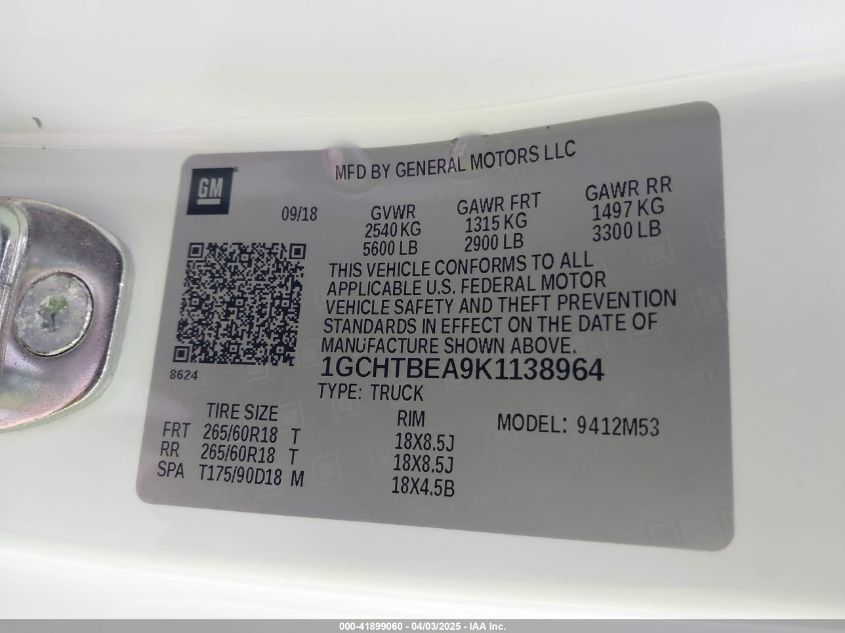 MFD BY GENERAL MOTORS LLC
GM
09/18
GVWR GAWR FRT GAWR RR
2540 KG 1315 KG 1497 KG
5600 LB 2900 LB 3300 LB
THIS VEHICLE CONFORMS TO ALL
APPLICABLE U.S. FEDERAL MOTOR
VEHICLE SAFETY AND THEFT PREVENTION
STANDARDS IN EFFECT ON THE DATE OF
MANUFACTURE SHOWN ABOVE.
8624
1GCHTBEA9K1138964
TYPE: TRUCK
TIRE SIZE RIM MODEL: 9412M53
FRT 265/60R18 T 18X8.5J
RR 265/60R18 T 18X8.5J
SPA T175/90D18 M 18X4.5B
000-41899060 - 04/03/2025 - IAA Inc.